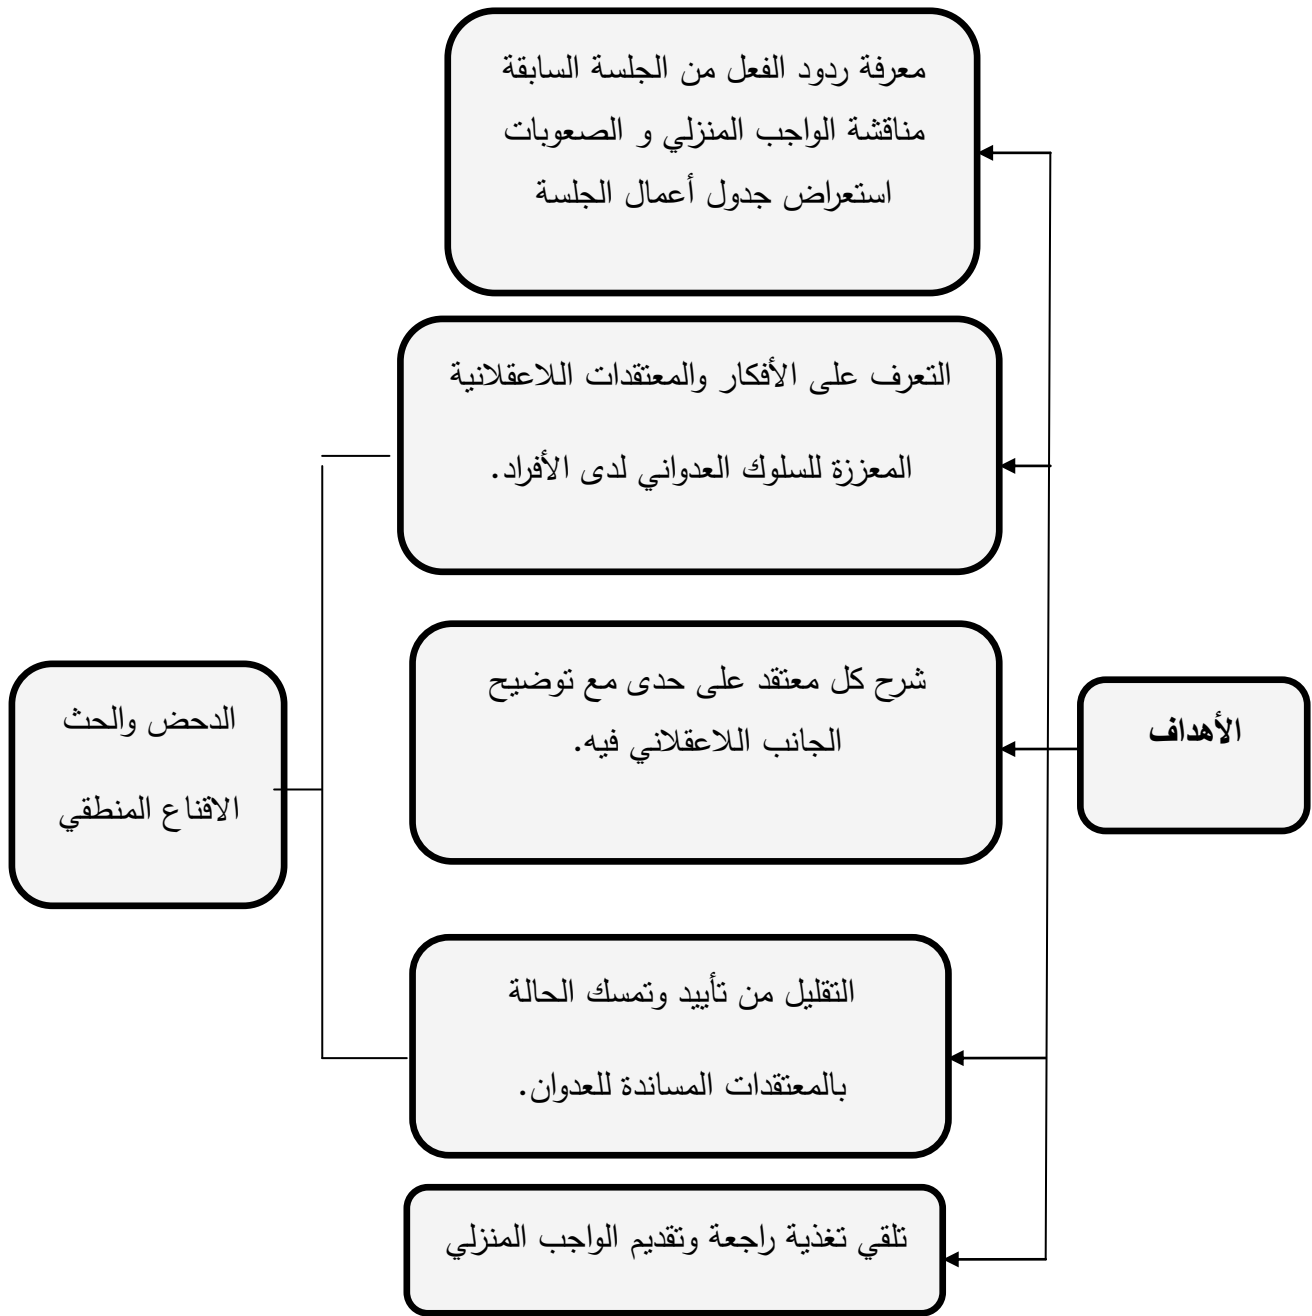 معرفة ردود الفعل من الجلسة السابقة
مناقشة الواجب المنزلي و الصعوبات
استعراض جدول أعمال الجلسة
التعرف على الأفكار والمعتقدات اللاعقلانية
المعززة للسلوك العدواني لدى الأفراد.
الأهداف
شرح كل معتقد على حدى مع توضيح
الجانب اللاعقلاني فيه.
الدحض والحث
الاقناع المنطقي
التقليل من تأييد وتمسك الحالة
بالمعتقدات المساندة للعدوان.
تلقي تغذية راجعة وتقديم الواجب المنزلي